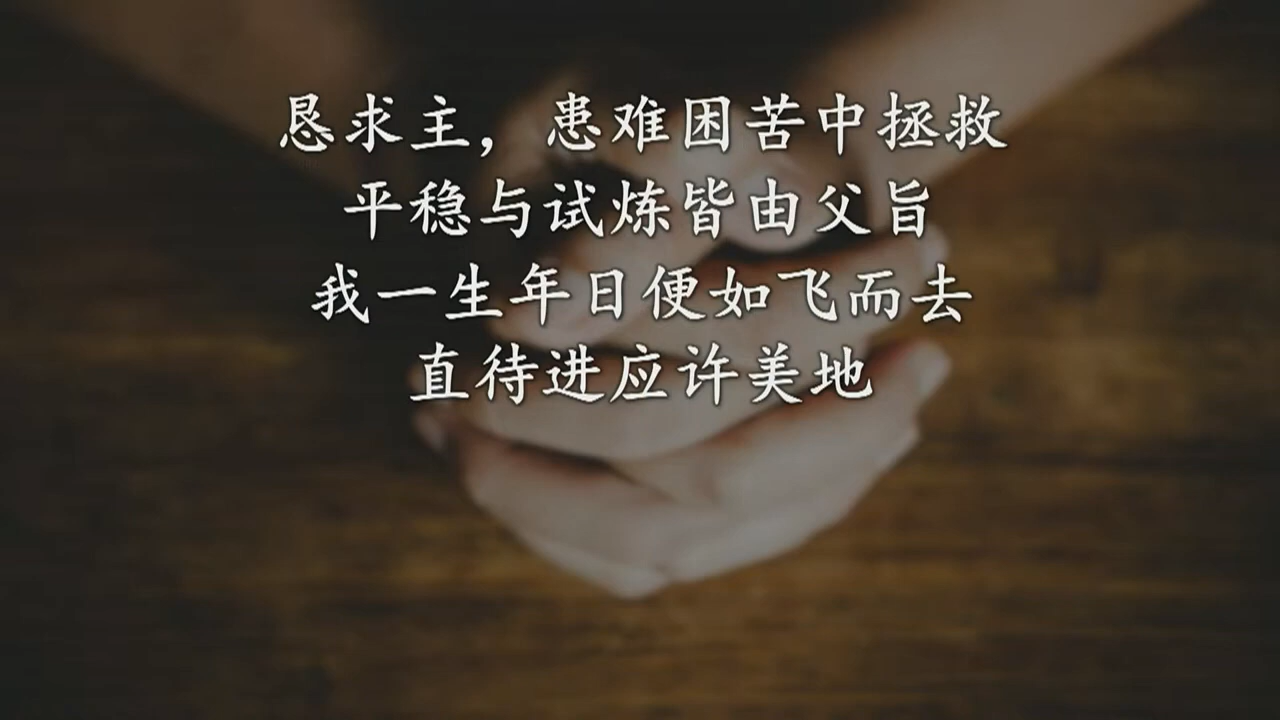 恳求主，患难困苦中拯救
平稳与试炼皆由父旨
我一生年日便如飞而去
直待进应许美地